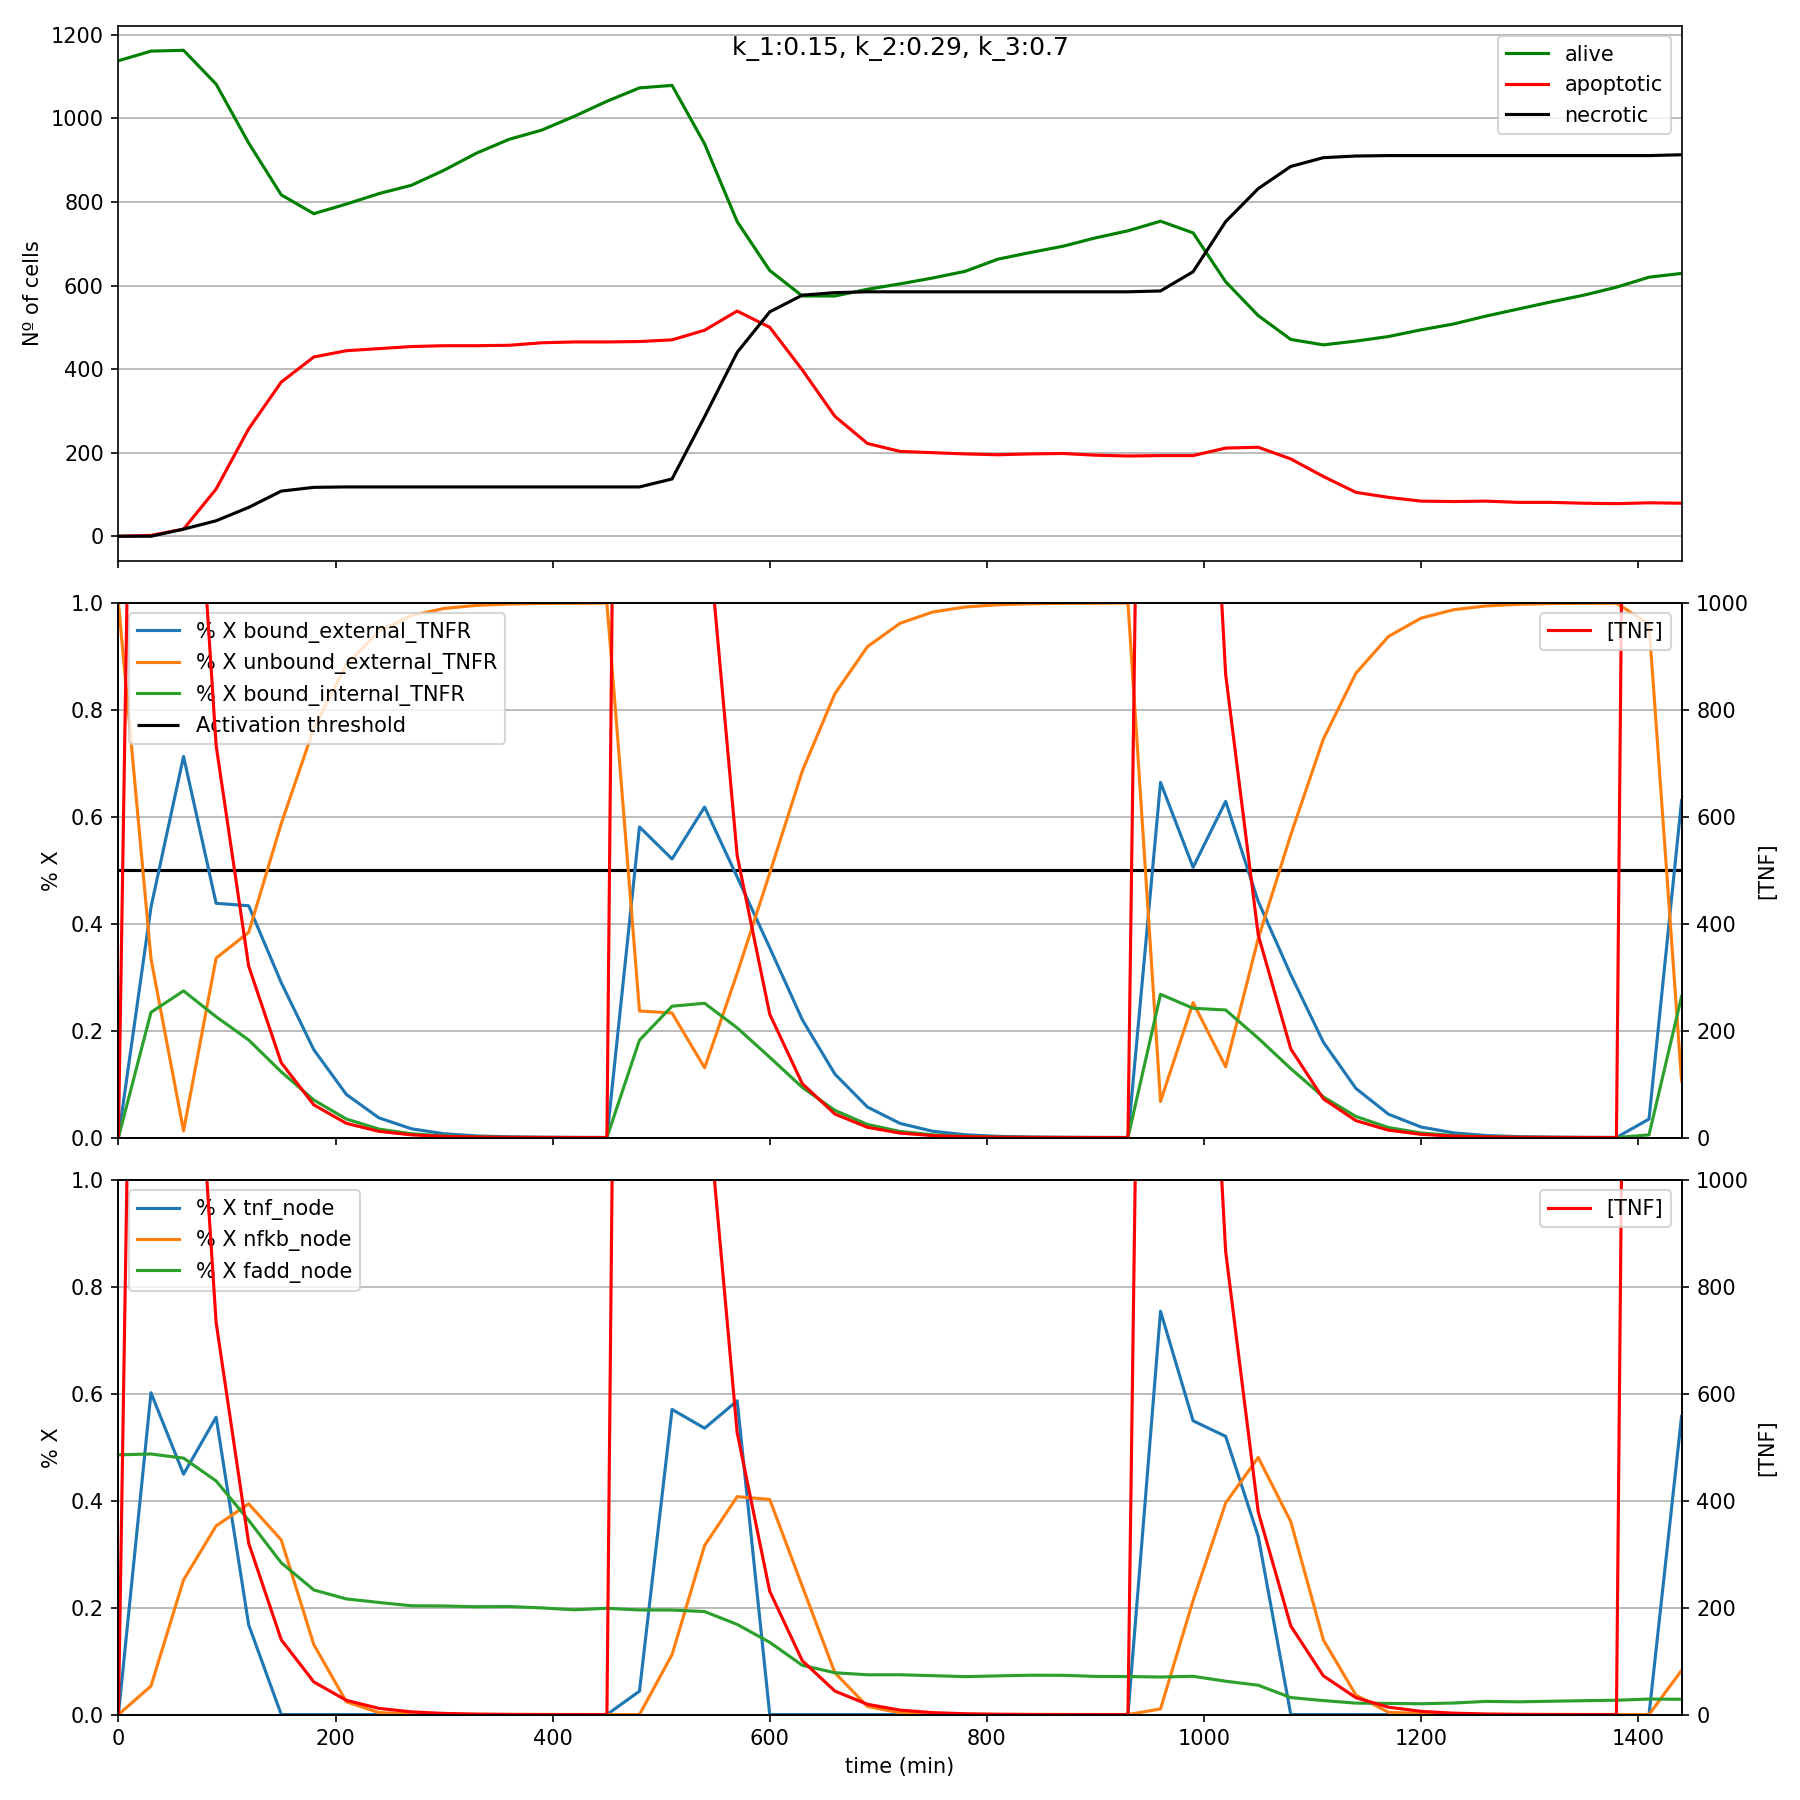 k_1:0.15, k_2:0.29, k_3:0.7
1200
1000
800
600
400
200
0
Nº of cells
alive
apoptotic
necrotic
1.0
0.8
0.6
0.4
0.2
0.0
% X
% X bound_external_TNFR
% X unbound_external_TNFR
% X bound_internal_TNFR
Activation threshold
[TNF]
1000
800
600
400
200
0
[TNF]
1.0
0.8
0.6
0.4
0.2
0.0
% X
% X tnf_node
% X nfkb_node
% X fadd_node
[TNF]
1000
800
600
400
200
0
[TNF]
0 200 400 600 800 1000 1200 1400
time (min)